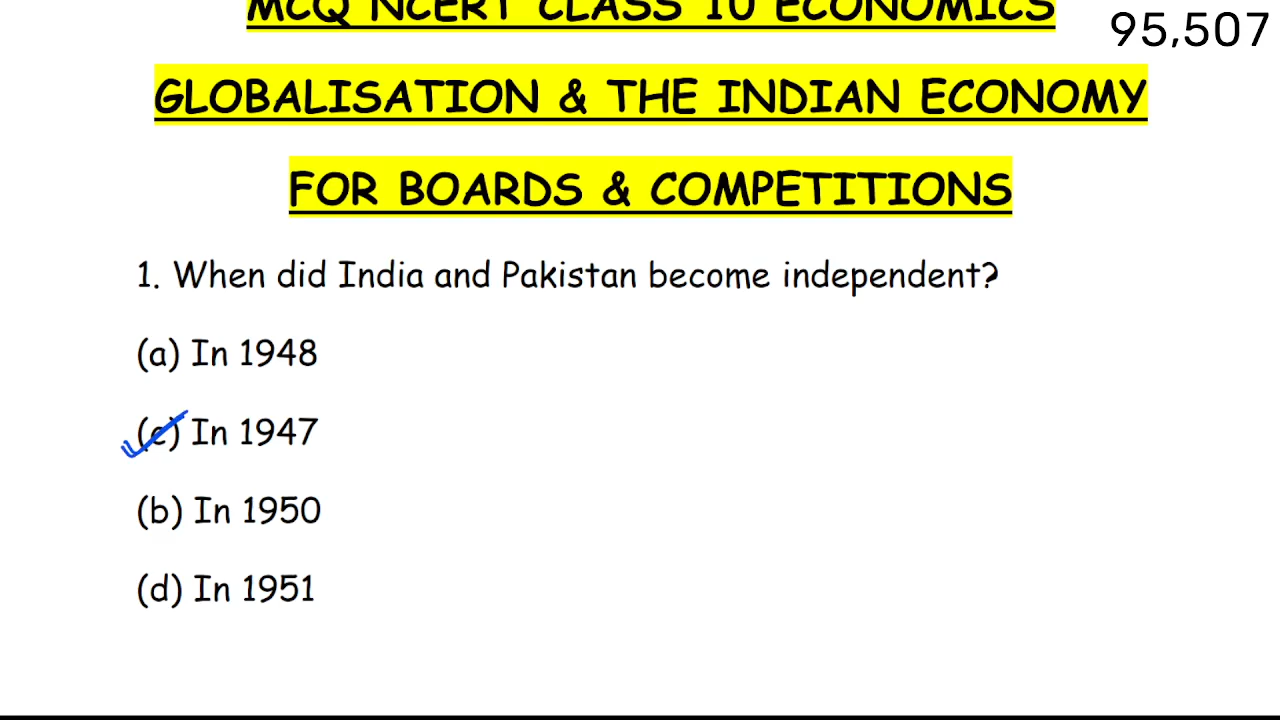 MCQ NCERT CLASS 10 ECONOMICS
95,507
GLOBALISATION & THE INDIAN ECONOMY
FOR BOARDS & COMPETITIONS
1. When did India and Pakistan become independent?
(a) In 1948
(c) In 1947
(b) In 1950
(d) In 1951